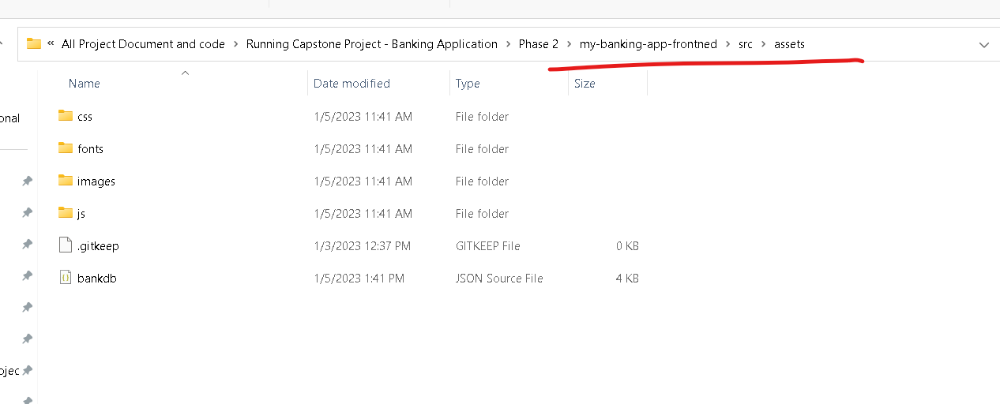 « All Project Document and code > Running Capstone Project - Banking Application > Phase 2 > my-banking-app-frontned > src > assets
Name Date modified Type Size
css 1/5/2023 11:41 AM File folder
onal
fonts 1/5/2023 11:41 AM File folder
images 1/5/2023 11:41 AM File folder
js 1/5/2023 11:41 AM File folder
.gitkeep 1/3/2023 12:37 PM GITKEEP File 0 KB
bankdb 1/5/2023 1:41 PM JSON Source File 4 KB
ojec